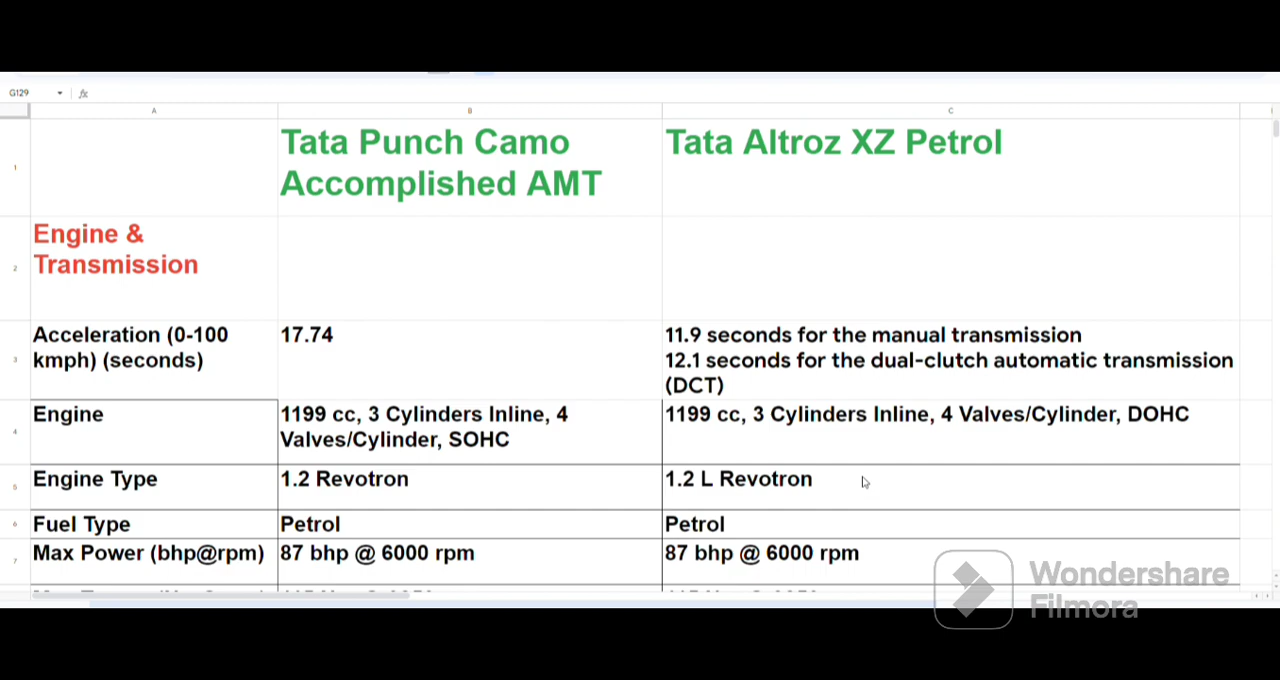 G129
fx
A
B
C
1
Tata Punch Camo
Accomplished AMT
Tata Altroz XZ Petrol
2
Engine &
Transmission
3
Acceleration (0-100
kmph) (seconds)
17.74
11.9 seconds for the manual transmission
12.1 seconds for the dual-clutch automatic transmission
(DCT)
4
Engine
1199 cc, 3 Cylinders Inline, 4
Valves/Cylinder, SOHC
1199 cc, 3 Cylinders Inline, 4 Valves/Cylinder, DOHC
5
Engine Type
1.2 Revotron
1.2 L Revotron
6
Fuel Type
Petrol
Petrol
7
Max Power (bhp@rpm)
87 bhp @ 6000 rpm
87 bhp @ 6000 rpm
Wondershare
Filmora